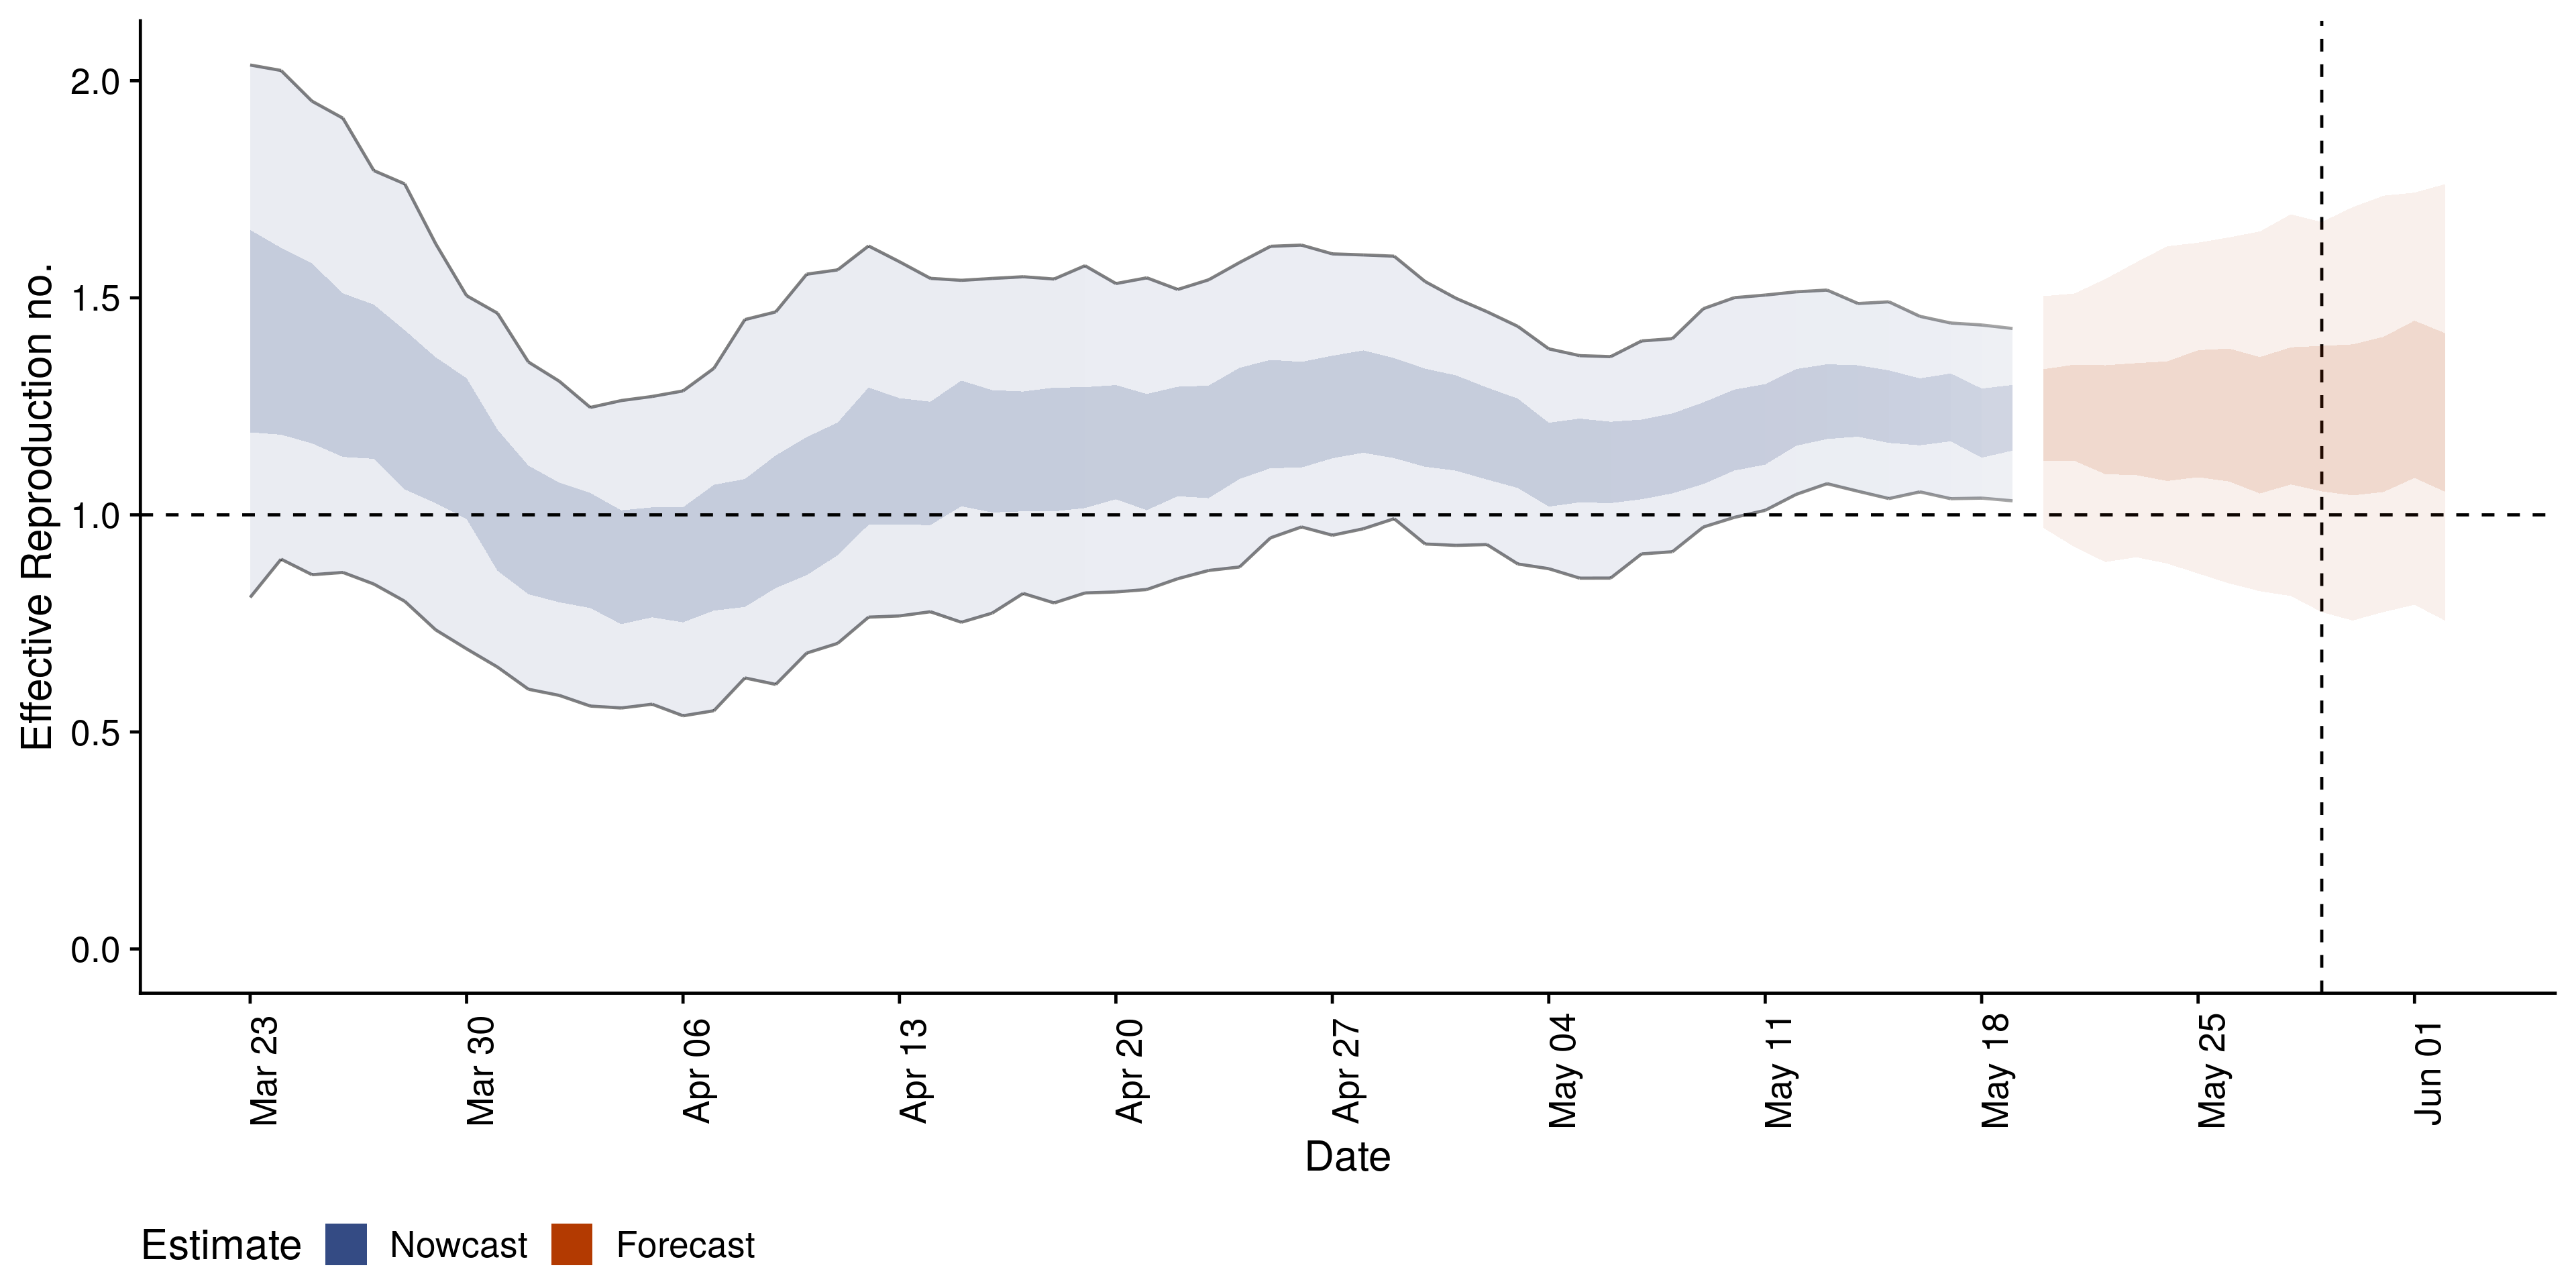 Effective Reproduction no.
2.0
1.5
1.0
0.5
0.0
Mar 23
Mar 30
Apr 06
Apr 13
Apr 20
Apr 27
May 04
May 11
May 18
May 25
Jun 01
Date
Estimate Nowcast Forecast